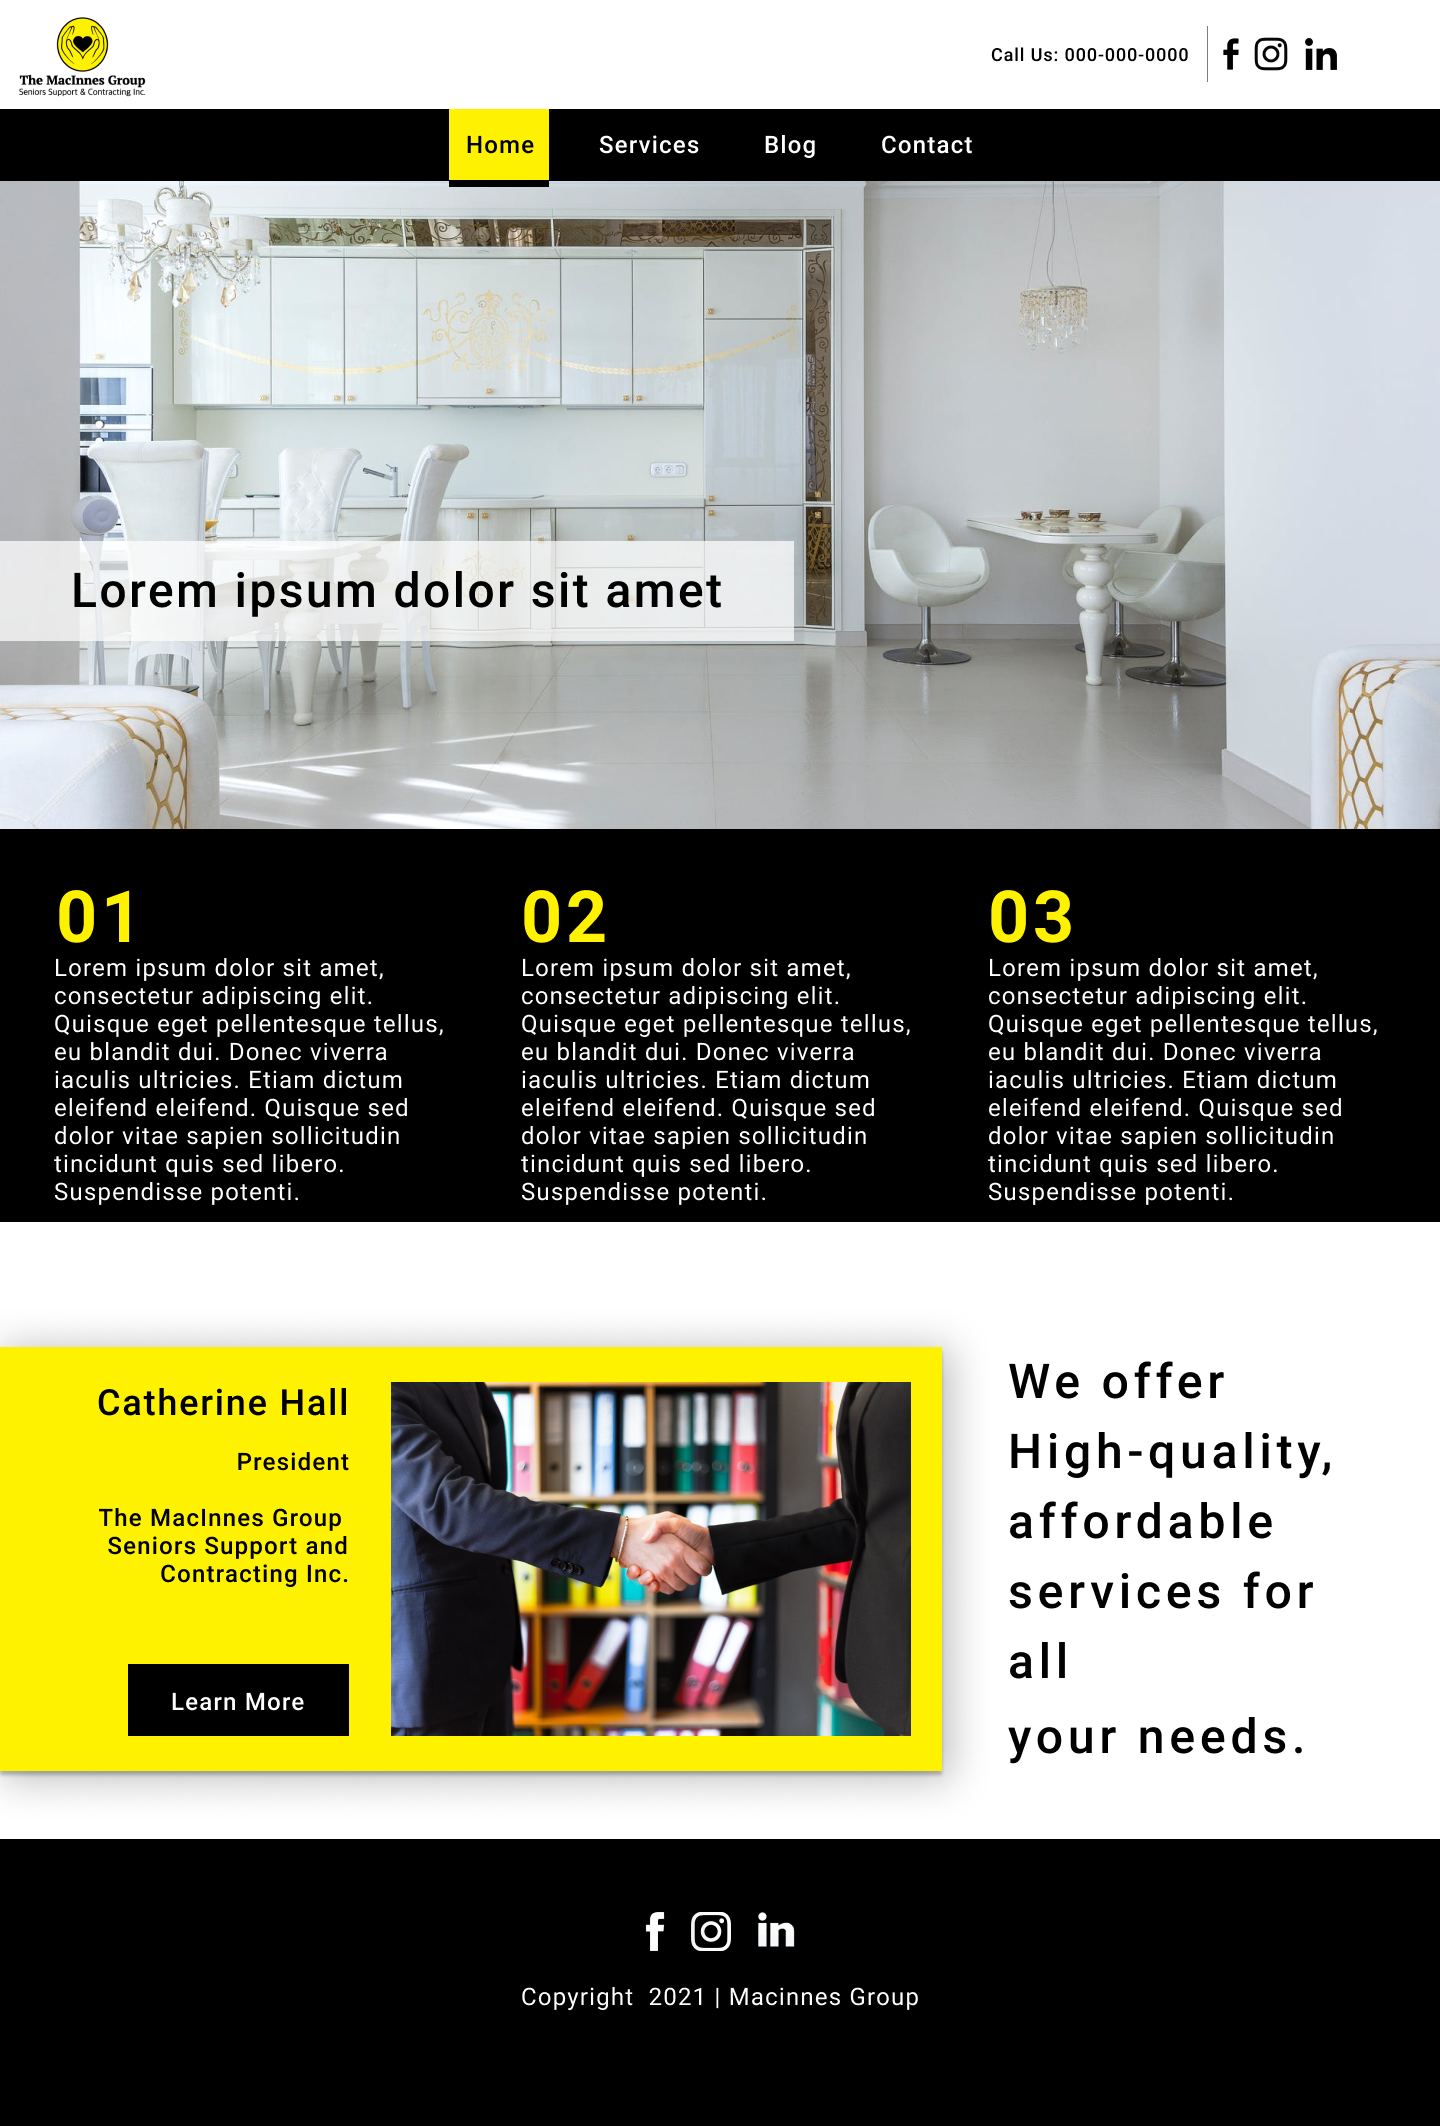 The MacInnes Group
Seniors Support & Contracting Inc.
Call Us: 000-000-0000
Home
Services
Blog
Contact
Lorem ipsum dolor sit amet
01
Lorem ipsum dolor sit amet,
consectetur adipiscing elit.
Quisque eget pellentesque tellus,
eu blandit dui. Donec viverra
iaculis ultricies. Etiam dictum
eleifend eleifend. Quisque sed
dolor vitae sapien sollicitudin
tincidunt quis sed libero.
Suspendisse potenti.
02
Lorem ipsum dolor sit amet,
consectetur adipiscing elit.
Quisque eget pellentesque tellus,
eu blandit dui. Donec viverra
iaculis ultricies. Etiam dictum
eleifend eleifend. Quisque sed
dolor vitae sapien sollicitudin
tincidunt quis sed libero.
Suspendisse potenti.
03
Lorem ipsum dolor sit amet,
consectetur adipiscing elit.
Quisque eget pellentesque tellus,
eu blandit dui. Donec viverra
iaculis ultricies. Etiam dictum
eleifend eleifend. Quisque sed
dolor vitae sapien sollicitudin
tincidunt quis sed libero.
Suspendisse potenti.
Catherine Hall
President
The MacInnes Group
Seniors Support and
Contracting Inc.
Learn More
We offer
High-quality,
affordable
services for
all
your needs.
Copyright 2021 | Macinnes Group